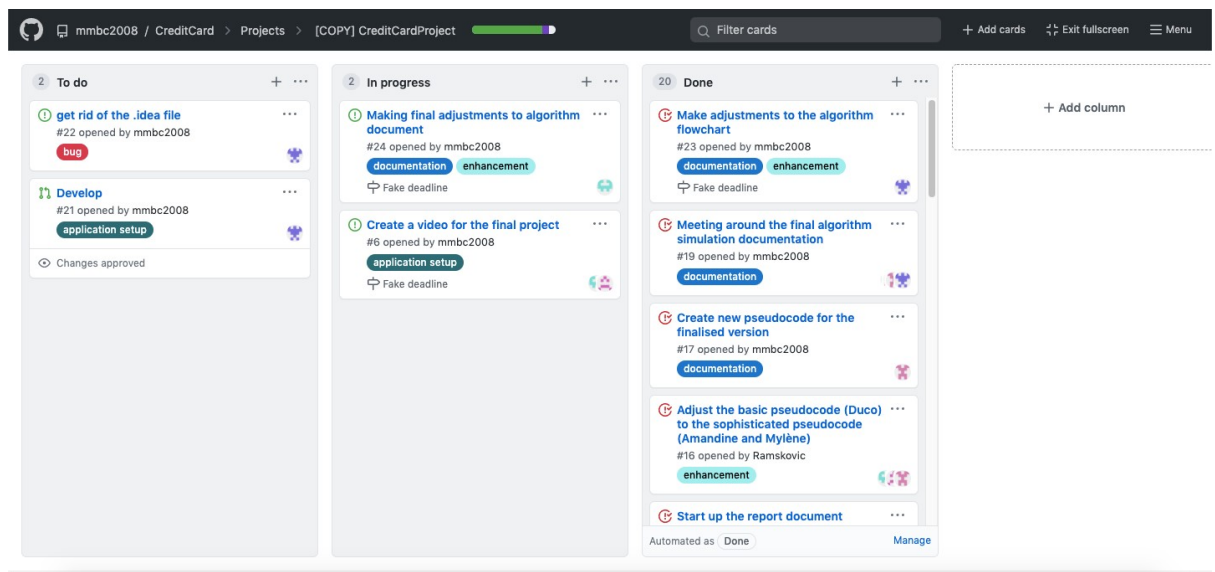 mmbc2008 / CreditCard > Projects > [COPY] CreditCardProject
Filter cards
+ Add cards
Exit fullscreen
Menu
2 To do
get rid of the .idea file
#22 opened by mmbc2008
bug
Develop
#21 opened by mmbc2008
application setup
Changes approved
2 In progress
Making final adjustments to algorithm
document
#24 opened by mmbc2008
documentation enhancement
Fake deadline
Create a video for the final project
#6 opened by mmbc2008
application setup
Fake deadline
20 Done
Make adjustments to the algorithm
flowchart
#23 opened by mmbc2008
documentation enhancement
Fake deadline
Meeting around the final algorithm
simulation documentation
#19 opened by mmbc2008
documentation
Create new pseudocode for the
finalised version
#17 opened by mmbc2008
documentation
Adjust the basic pseudocode (Duco)
to the sophisticated pseudocode
(Amandine and Mylène)
#16 opened by Ramskovic
enhancement
Start up the report document
Automated as Done
Manage
+ Add column